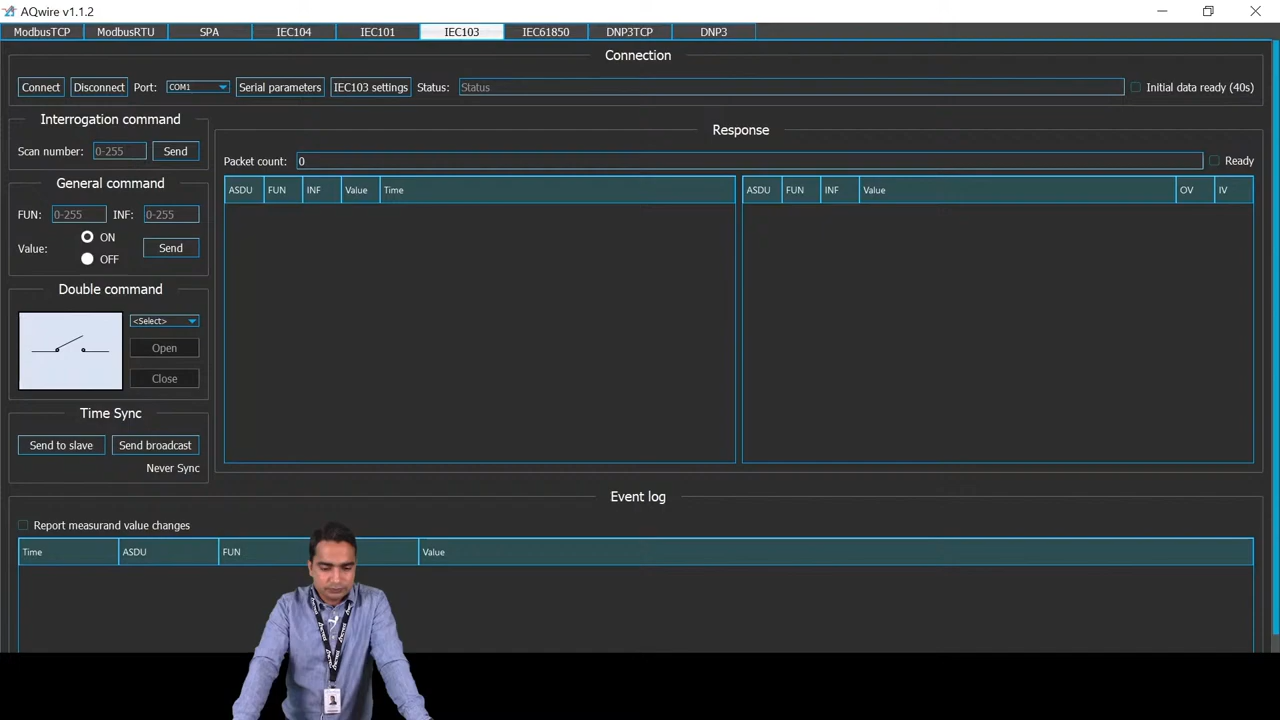 AQwire v1.1.2
ModbusTCP ModbusRTU SPA IEC104 IEC101 IEC103 IEC61850 DNP3TCP DNP3
Connection
Connect Disconnect Port: COM1 Serial parameters IEC103 settings Status: Status Initial data ready (40s)
Interrogation command
Scan number: 0-255 Send
General command
FUN: 0-255 INF: 0-255
Value: ON
OFF
Send
Double command
<Select>
Open
Close
Time Sync
Send to slave Send broadcast
Never Sync
Response
Packet count: 0 Ready
ASDU FUN INF Value Time
ASDU FUN INF Value OV IV
Event log
Report measurand value changes
Time ASDU FUN Value